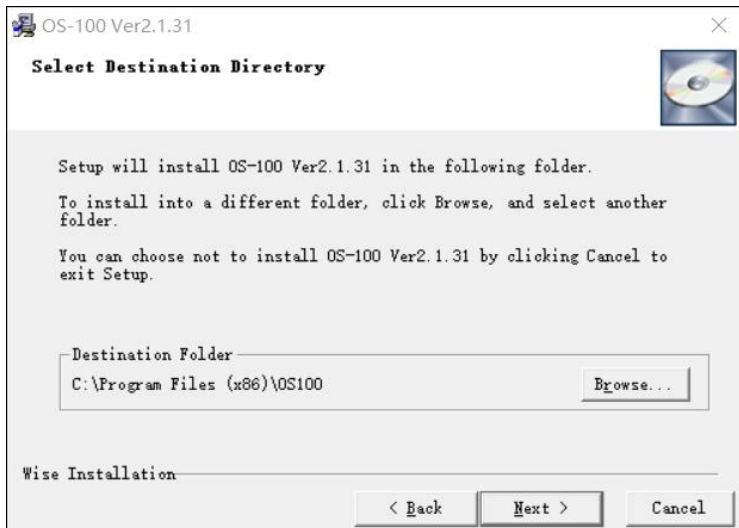 OS-100 Ver2.1.31
Select Destination Directory
Setup will install OS-100 Ver2.1.31 in the following folder.
To install into a different folder, click Browse, and select another
folder.
You can choose not to install OS-100 Ver2.1.31 by clicking Cancel to
exit Setup.
Destination Folder
C:\Program Files (x86)\OS100
Browse...
Wise Installation
< Back Next > Cancel